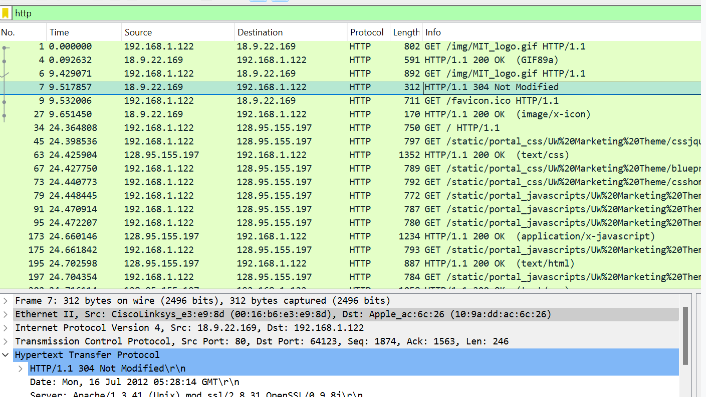 http
No. Time Source Destination Protocol Length Info
1 0.000000 192.168.1.122 18.9.22.169 HTTP 802 GET /img/MIT_logo.gif HTTP/1.1
4 0.092632 18.9.22.169 192.168.1.122 HTTP 591 HTTP/1.1 200 OK (GIF89a)
6 9.429071 192.168.1.122 18.9.22.169 HTTP 892 GET /img/MIT_logo.gif HTTP/1.1
7 9.517857 18.9.22.169 192.168.1.122 HTTP 312 HTTP/1.1 304 Not Modified
9 9.532006 192.168.1.122 18.9.22.169 HTTP 711 GET /favicon.ico HTTP/1.1
27 9.651450 18.9.22.169 192.168.1.122 HTTP 170 HTTP/1.1 200 OK (image/x-icon)
34 24.364808 192.168.1.122 128.95.155.197 HTTP 750 GET / HTTP/1.1
45 24.398536 192.168.1.122 128.95.155.197 HTTP 797 GET /static/portal_css/UW%20Marketing%20Theme/cssjqu
63 24.425904 128.95.155.197 192.168.1.122 HTTP 1352 HTTP/1.1 200 OK (text/css)
67 24.427750 192.168.1.122 128.95.155.197 HTTP 789 GET /static/portal_css/UW%20Marketing%20Theme/bluepr
73 24.440773 192.168.1.122 128.95.155.197 HTTP 792 GET /static/portal_css/UW%20Marketing%20Theme/csshom
79 24.448445 192.168.1.122 128.95.155.197 HTTP 772 GET /static/portal_javascripts/UW%20Marketing%20Them
91 24.470914 192.168.1.122 128.95.155.197 HTTP 787 GET /static/portal_javascripts/UW%20Marketing%20Them
95 24.472207 192.168.1.122 128.95.155.197 HTTP 780 GET /static/portal_javascripts/UW%20Marketing%20Them
173 24.660146 128.95.155.197 192.168.1.122 HTTP 1234 HTTP/1.1 200 OK (application/x-javascript)
175 24.661842 192.168.1.122 128.95.155.197 HTTP 793 GET /static/portal_javascripts/UW%20Marketing%20Them
195 24.702598 128.95.155.197 192.168.1.122 HTTP 887 HTTP/1.1 200 OK (text/html)
197 24.704354 192.168.1.122 128.95.155.197 HTTP 784 GET /static/portal_javascripts/UW%20Marketing%20Them
Frame 7: 312 bytes on wire (2496 bits), 312 bytes captured (2496 bits)
Ethernet II, Src: CiscoLinksys_e3:e9:8d (00:16:b6:e3:e9:8d), Dst: Apple_ac:6c:26 (10:9a:dd:ac:6c:26)
Internet Protocol Version 4, Src: 18.9.22.169, Dst: 192.168.1.122
Transmission Control Protocol, Src Port: 80, Dst Port: 64123, Seq: 1874, Ack: 1563, Len: 246
Hypertext Transfer Protocol
HTTP/1.1 304 Not Modified\r\n
Date: Mon, 16 Jul 2012 05:28:14 GMT\r\n
Server: Apache/1.3.41 (Unix) mod_ssl/2.8.31 OpenSSL/0.9.8j\r\n